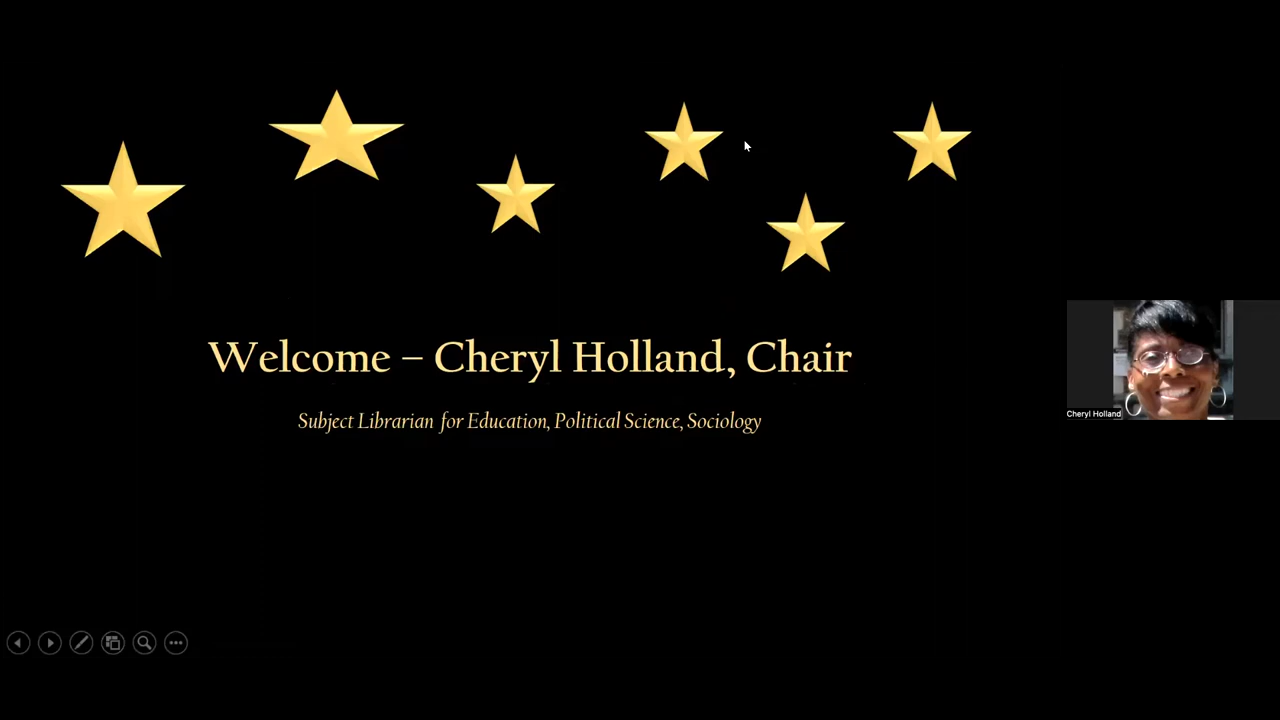 Welcome – Cheryl Holland, Chair
Subject Librarian for Education, Political Science, Sociology
Cheryl Holland